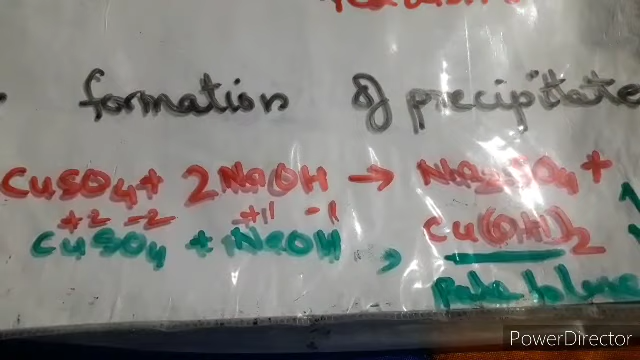 formation of precipitate
CuSO4 + 2NaOH → Na2SO4 +
+2 -2 +1 -1 Cu(OH)2
CuSO4 + NaOH →
pale blue
PowerDirector